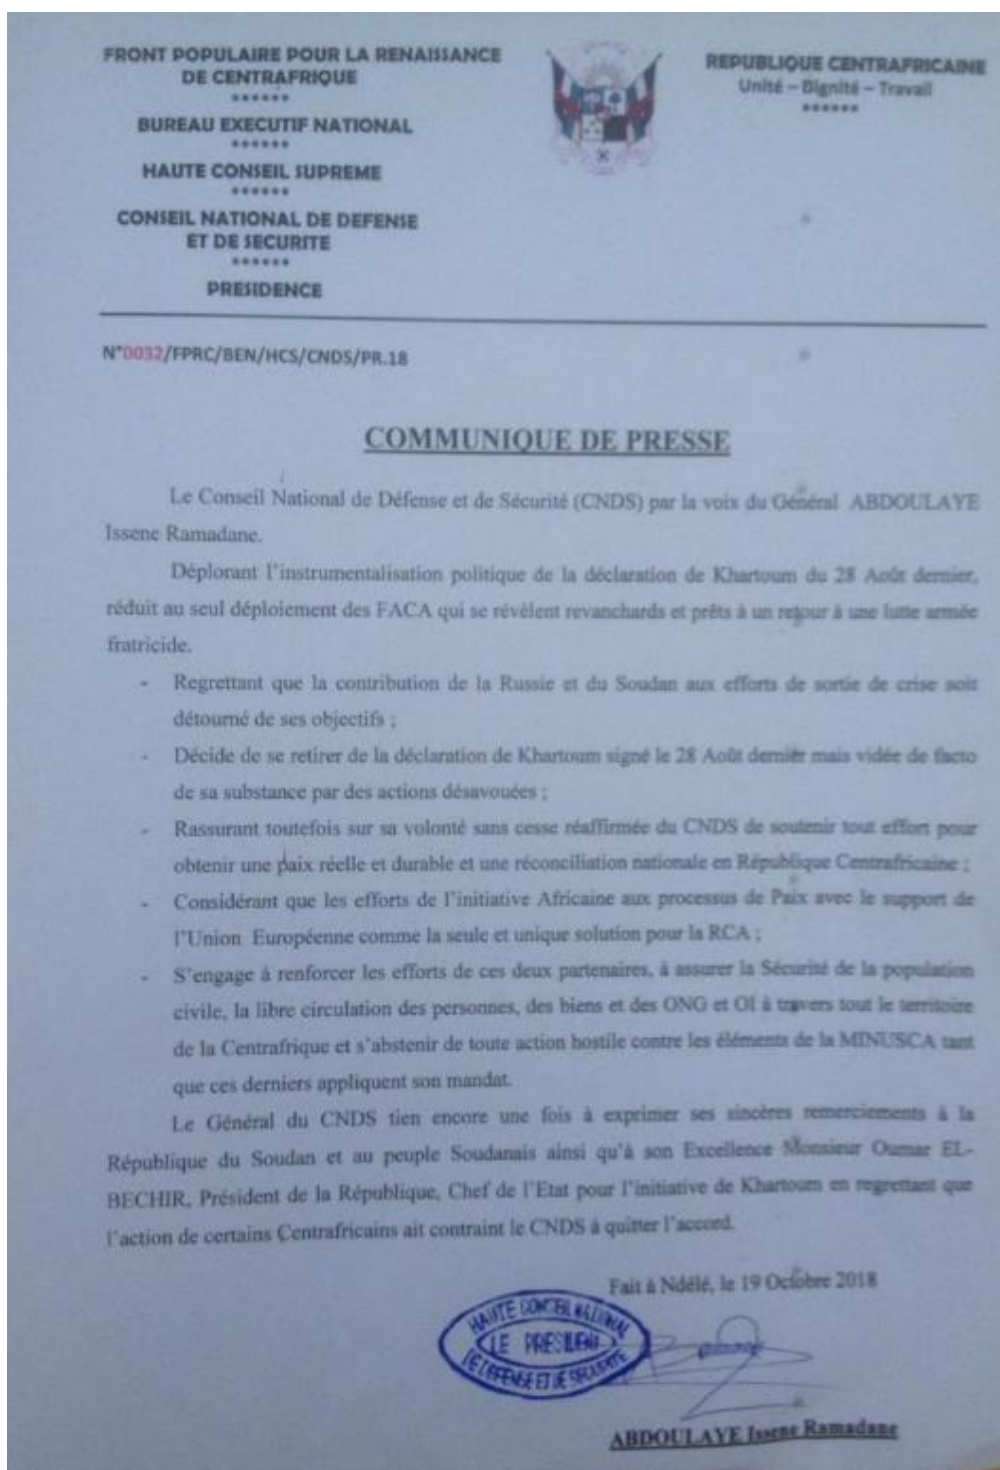 FRONT POPULAIRE POUR LA RENAISSANCE
DE CENTRAFRIQUE
******
BUREAU EXECUTIF NATIONAL
******
HAUTE CONSEIL SUPREME
******
CONSEIL NATIONAL DE DEFENSE
ET DE SECURITE
******
PRESIDENCE
REPUBLIQUE CENTRAFRICAINE
Unité – Dignité – Travail
******
N°0032/FPRC/BEN/HCS/CNDS/PR.18
COMMUNIQUE DE PRESSE
Le Conseil National de Défense et de Sécurité (CNDS) par la voix du Général ABDOULAYE
Issene Ramadane.
Déplorant l'instrumentalisation politique de la déclaration de Khartoum du 28 Août dernier,
réduit au seul déploiement des FACA qui se révèlent revanchards et prêts à un retour à une lutte armée
fratricide.
- Regrettant que la contribution de la Russie et du Soudan aux efforts de sortie de crise soit
détourné de ses objectifs ;
- Décide de se retirer de la déclaration de Khartoum signé le 28 Août dernier mais vidée de facto
de sa substance par des actions désavouées ;
- Rassurant toutefois sur sa volonté sans cesse réaffirmée du CNDS de soutenir tout effort pour
obtenir une paix réelle et durable et une réconciliation nationale en République Centrafricaine ;
- Considérant que les efforts de l'initiative Africaine aux processus de Paix avec le support de
l'Union Européenne comme la seule et unique solution pour la RCA ;
- S'engage à renforcer les efforts de ces deux partenaires, à assurer la Sécurité de la population
civile, la libre circulation des personnes, des biens et des ONG et OI à travers tout le territoire
de la Centrafrique et s'abstenir de toute action hostile contre les éléments de la MINUSCA tant
que ces derniers appliquent son mandat.
Le Général du CNDS tien encore une fois à exprimer ses sincères remerciements à la
République du Soudan et au peuple Soudanais ainsi qu'à son Excellence Monsieur Oumar EL-
BECHIR, Président de la République, Chef de l'Etat pour l'initiative de Khartoum en regrettant que
l'action de certains Centrafricains ait contraint le CNDS à quitter l'accord.
Fait à Ndélé, le 19 Octobre 2018
HAUTE CONSEIL NATIONAL
LE PRESIDENT
DE DEFENSE ET DE SECURITE
ABDOULAYE Issene Ramadane